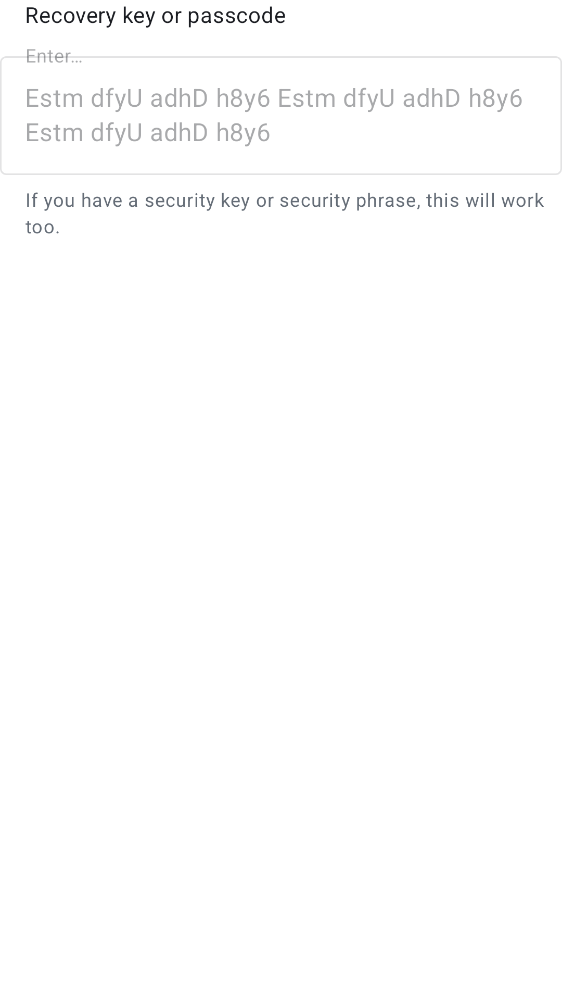 Recovery key or passcode
Enter…
Estm dfyU adhD h8y6 Estm dfyU adhD h8y6
Estm dfyU adhD h8y6
If you have a security key or security phrase, this will work
too.